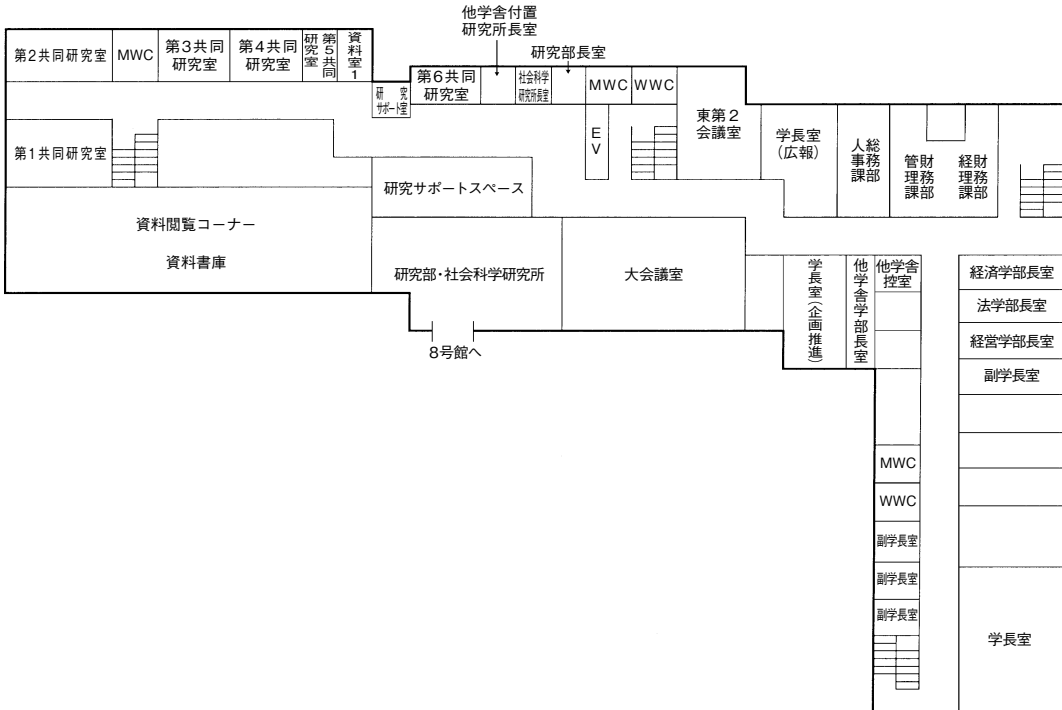 他学舎付置
研究所長室
研究部長室
第2共同研究室
MWC
第3共同
研究室
第4共同
研究室
第5共同
研究室
資料室1
研究
サポート室
第6共同
研究室
社会科学
研究所長室
MWC
WWC
東第2
会議室
学長室
(広報)
総務部
人事課
財務部
管理課
財務部
経理課
第1共同研究室
EV
研究サポートスペース
資料閲覧コーナー
資料書庫
研究部・社会科学研究所
大会議室
学長室(企画推進)
他学舎学部長室
他学舎
控室
経済学部長室
法学部長室
経営学部長室
副学長室
8号館へ
MWC
WWC
副学長室
副学長室
副学長室
学長室